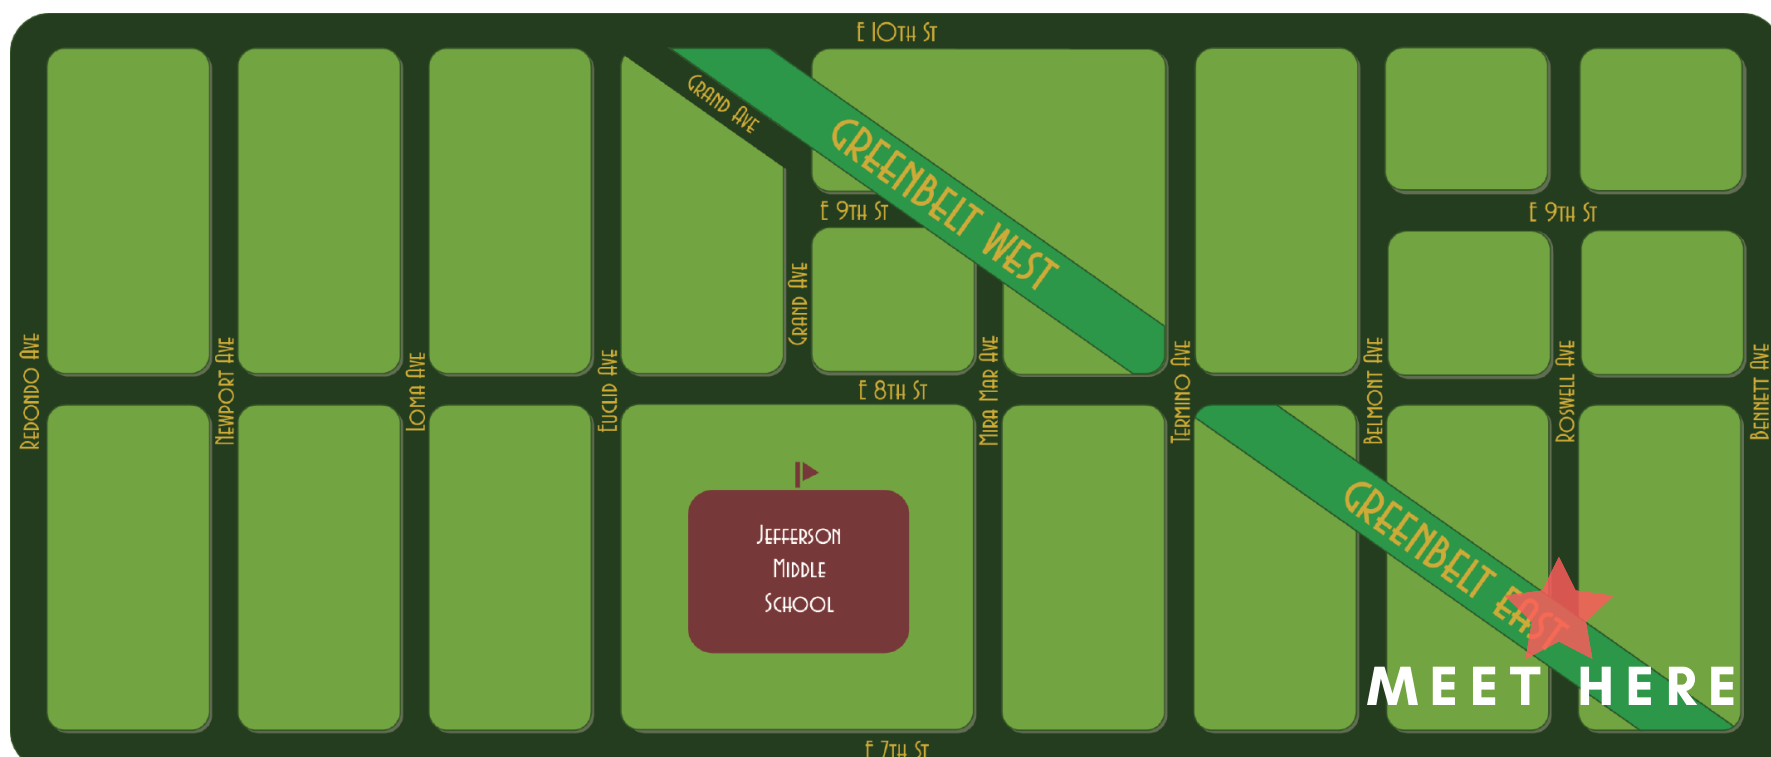 E 10TH ST
GRAND AVE
GREENBELT WEST
E 9TH ST
E 9TH ST
GRAND AVE
REDONDO AVE
NEWPORT AVE
LOMA AVE
EUCLID AVE
E 8TH ST
MIRA MAR AVE
TERMINO AVE
BELMONT AVE
ROSWELL AVE
BENNETT AVE
JEFFERSON
MIDDLE
SCHOOL
GREENBELT EAST
MEET HERE
E 7TH ST